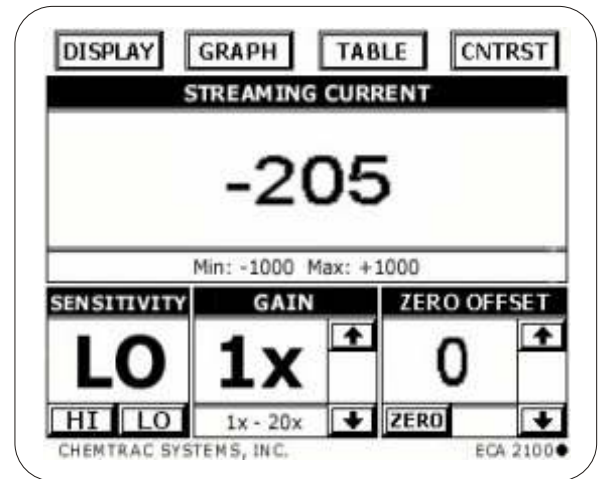 DISPLAY GRAPH TABLE CNTRST
STREAMING CURRENT
-205
Min: -1000 Max: +1000
SENSITIVITY GAIN ZERO OFFSET
LO 1x 0
HI LO 1x - 20x ZERO
CHEMTRAC SYSTEMS, INC. ECA 2100